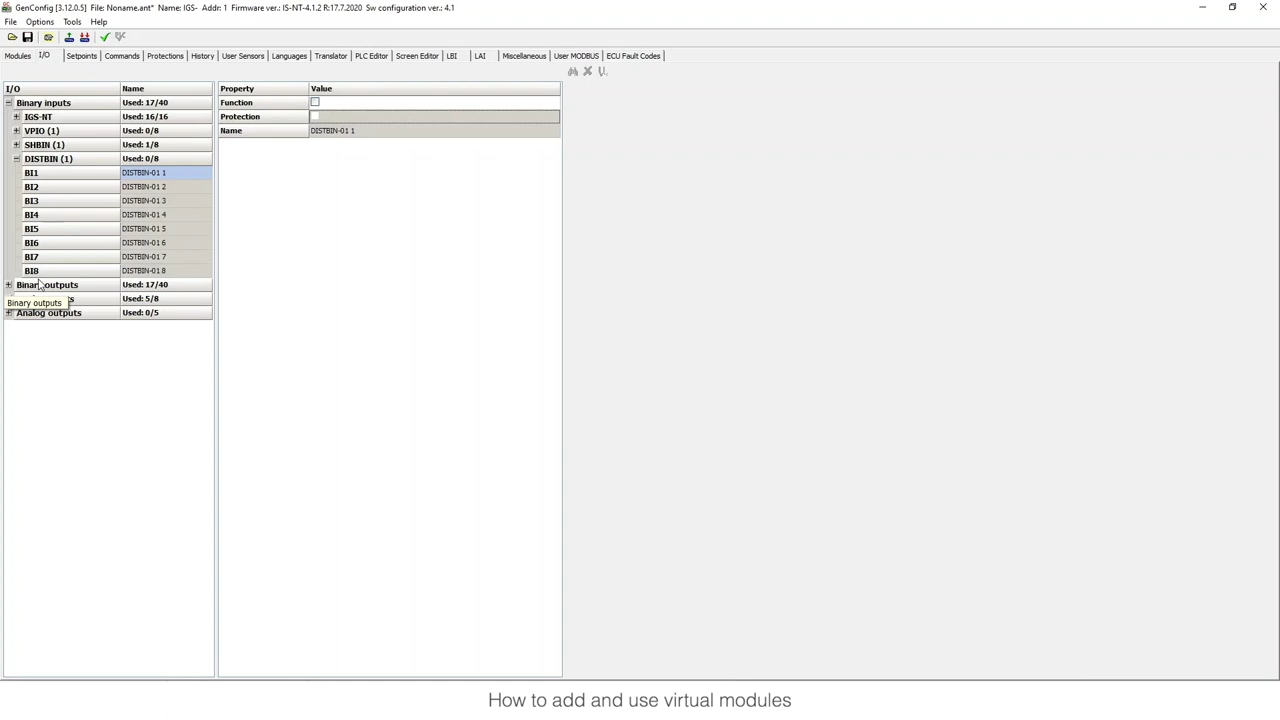 GenConfig [3.12.0.5] File: Noname.ant* Name: IGS- Addr: 1 Firmware ver.: IS-NT-4.1.2 R:17.7.2020 Sw configuration ver.: 4.1
File Options Tools Help
Modules I/O Setpoints Commands Protections History User Sensors Languages Translator PLC Editor Screen Editor LBI LAI Miscellaneous User MODBUS ECU Fault Codes
I/O Name Property Value
Binary inputs Used: 17/40 Function
IGS-NT Used: 16/16 Protection
VPIO (1) Used: 0/8 Name DISTBIN-01 1
SHBIN (1) Used: 1/8
DISTBIN (1) Used: 0/8
BI1 DISTBIN-01 1
BI2 DISTBIN-01 2
BI3 DISTBIN-01 3
BI4 DISTBIN-01 4
BI5 DISTBIN-01 5
BI6 DISTBIN-01 6
BI7 DISTBIN-01 7
BI8 DISTBIN-01 8
Binary outputs Used: 17/40
Binary outputs Used: 5/8
Analog outputs Used: 0/5
How to add and use virtual modules